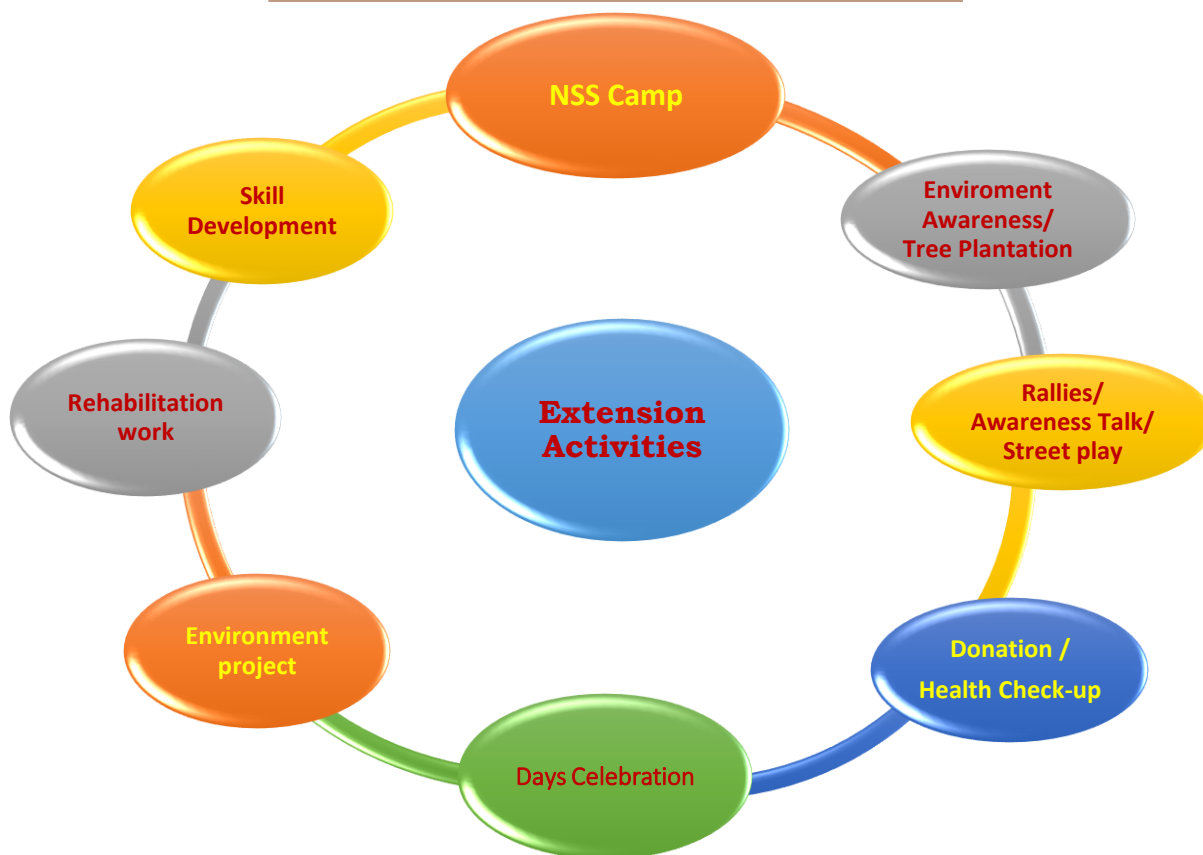 NSS Camp
Enviroment
Awareness/
Tree Plantation
Rallies/
Awareness Talk/
Street play
Donation /
Health Check-up
Days Celebration
Environment
project
Rehabilitation
work
Skill
Development
Extension
Activities